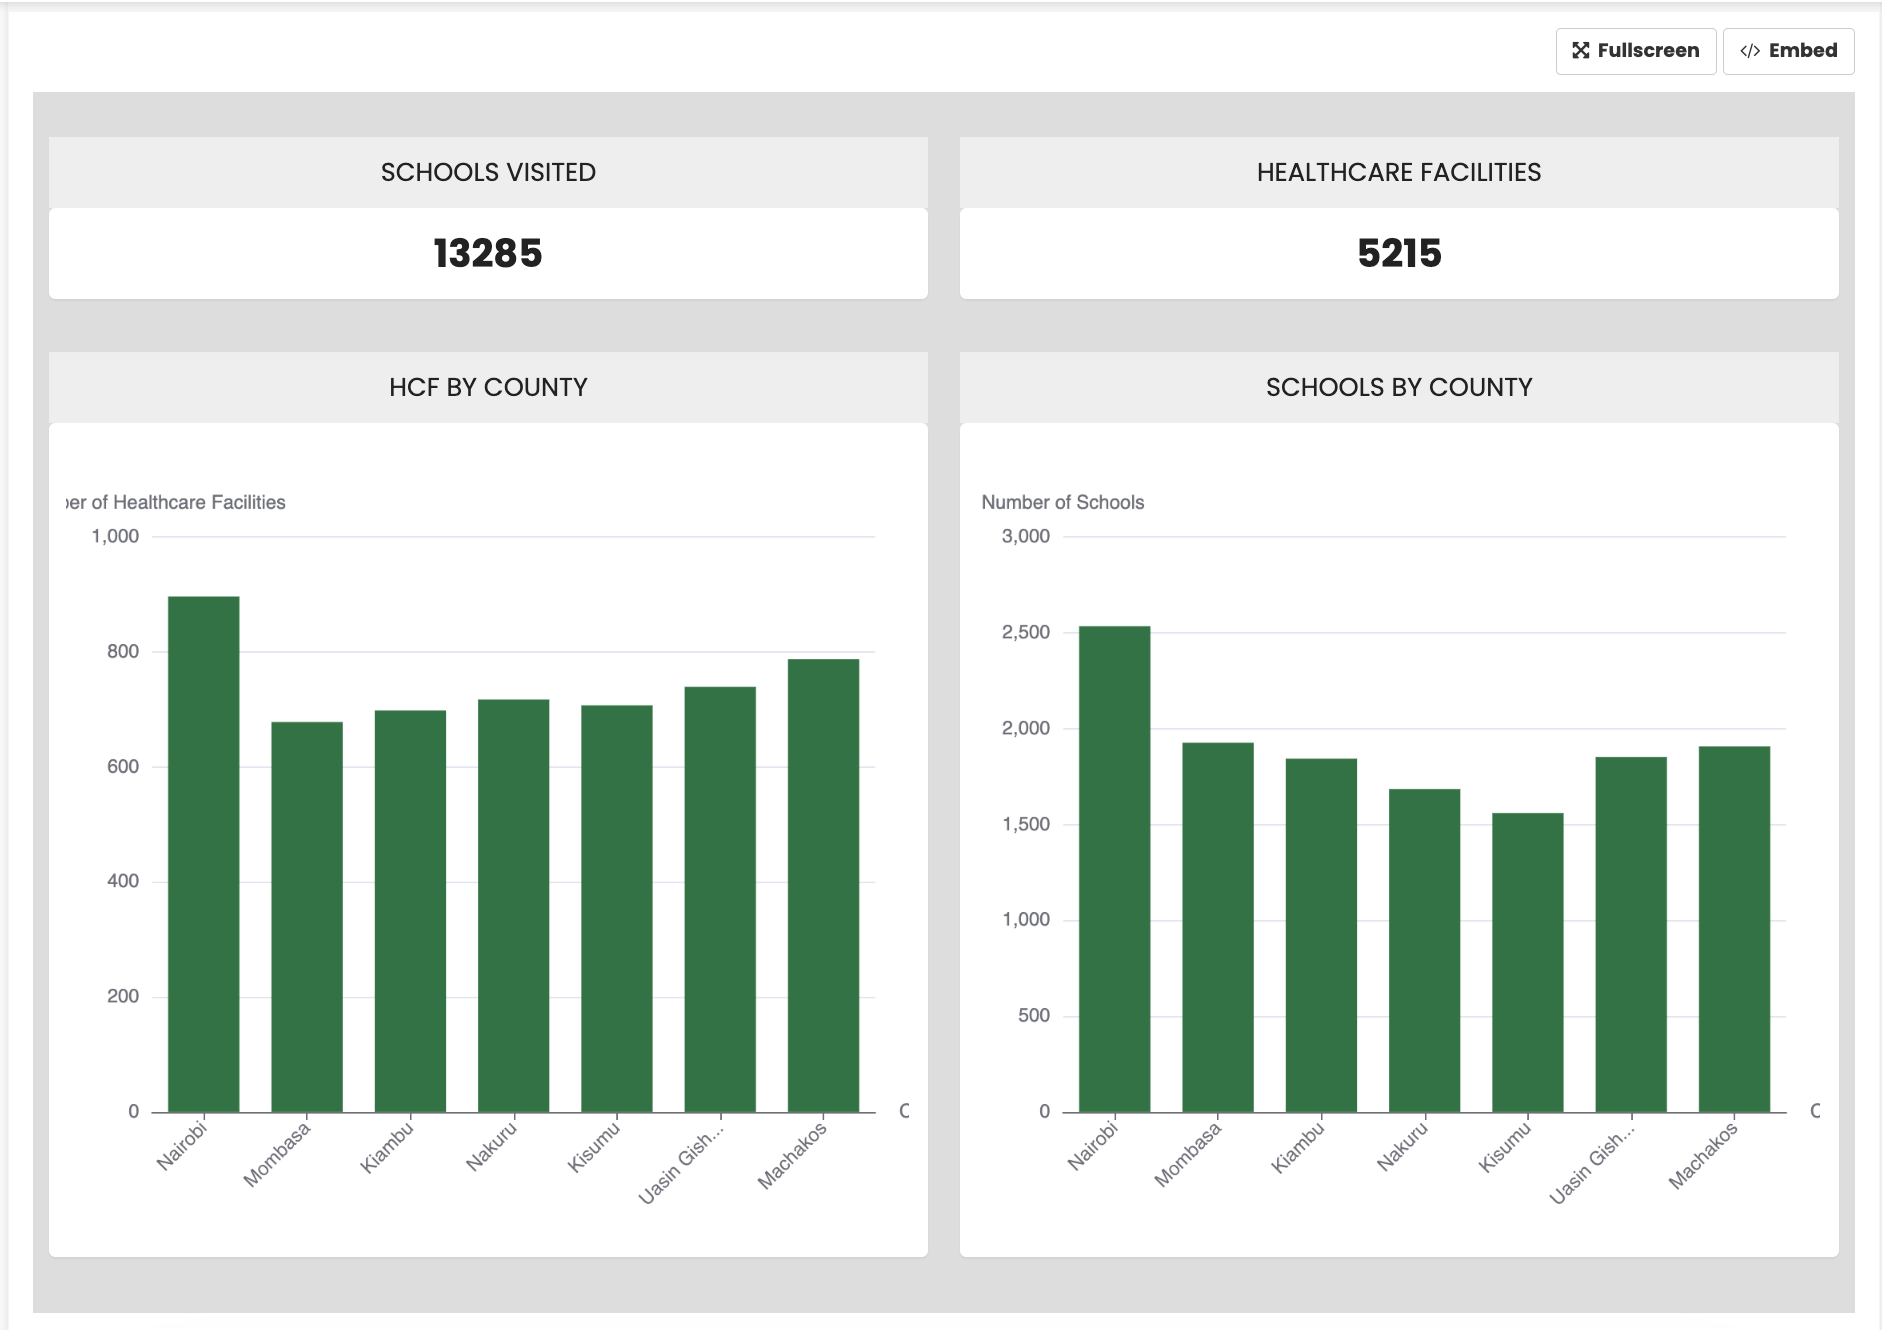 Fullscreen
</> Embed
SCHOOLS VISITED
13285
HEALTHCARE FACILITIES
5215
HCF BY COUNTY
of Healthcare Facilities
1,000
800
600
400
200
0
Nairobi
Mombasa
Kiambu
Nakuru
Kisumu
Uasin Gish...
Machakos
SCHOOLS BY COUNTY
Number of Schools
3,000
2,500
2,000
1,500
1,000
500
0
Nairobi
Mombasa
Kiambu
Nakuru
Kisumu
Uasin Gish...
Machakos